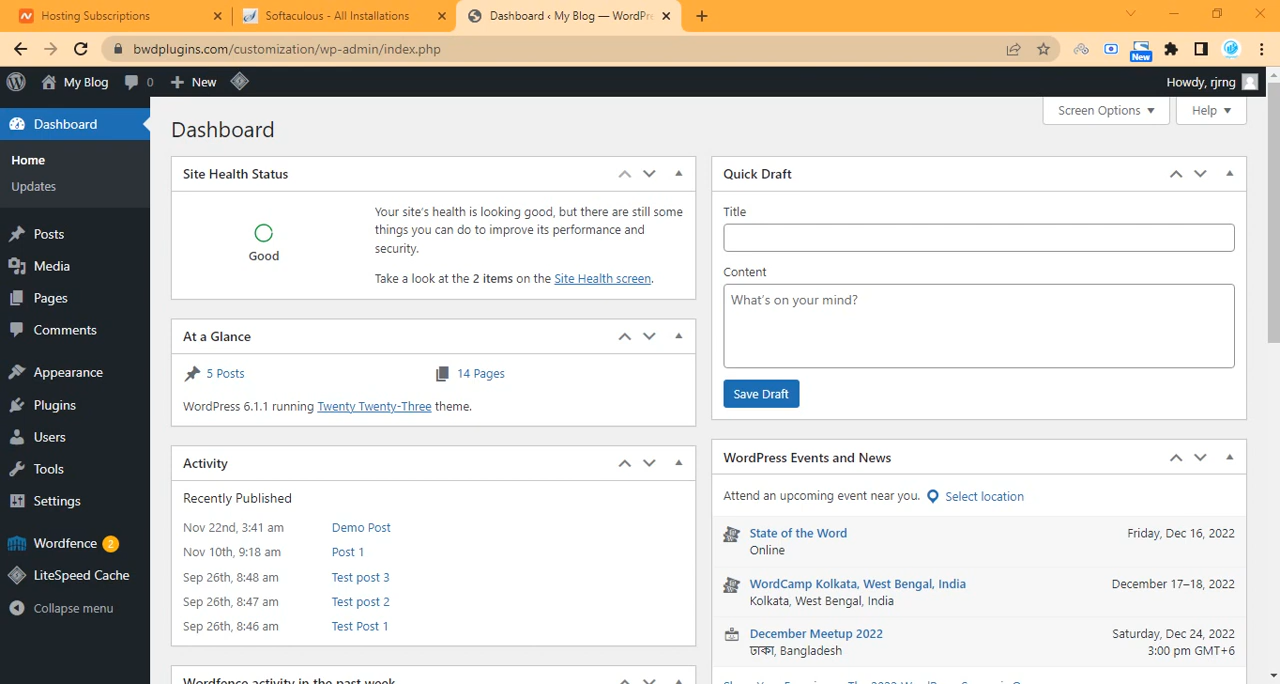 Hosting Subscriptions
Softaculous - All Installations
Dashboard ‹ My Blog — WordPre
bwdplugins.com/customization/wp-admin/index.php
New
My Blog
0
New
Howdy, rjrng
Dashboard
Home
Updates
Posts
Media
Pages
Comments
Appearance
Plugins
Users
Tools
Settings
Wordfence 2
LiteSpeed Cache
Collapse menu
Screen Options
Help
Dashboard
Site Health Status
Good
Your site's health is looking good, but there are still some
things you can do to improve its performance and
security.
Take a look at the 2 items on the Site Health screen.
At a Glance
5 Posts
14 Pages
WordPress 6.1.1 running Twenty Twenty-Three theme.
Activity
Recently Published
Nov 22nd, 3:41 am Demo Post
Nov 10th, 9:18 am Post 1
Sep 26th, 8:48 am Test post 3
Sep 26th, 8:47 am Test post 2
Sep 26th, 8:46 am Test Post 1
Wordfence activity in the past week
Quick Draft
Title
Content
What's on your mind?
Save Draft
WordPress Events and News
Attend an upcoming event near you. Select location
State of the Word Friday, Dec 16, 2022
Online
WordCamp Kolkata, West Bengal, India December 17–18, 2022
Kolkata, West Bengal, India
December Meetup 2022 Saturday, Dec 24, 2022
ঢাকা, Bangladesh 3:00 pm GMT+6